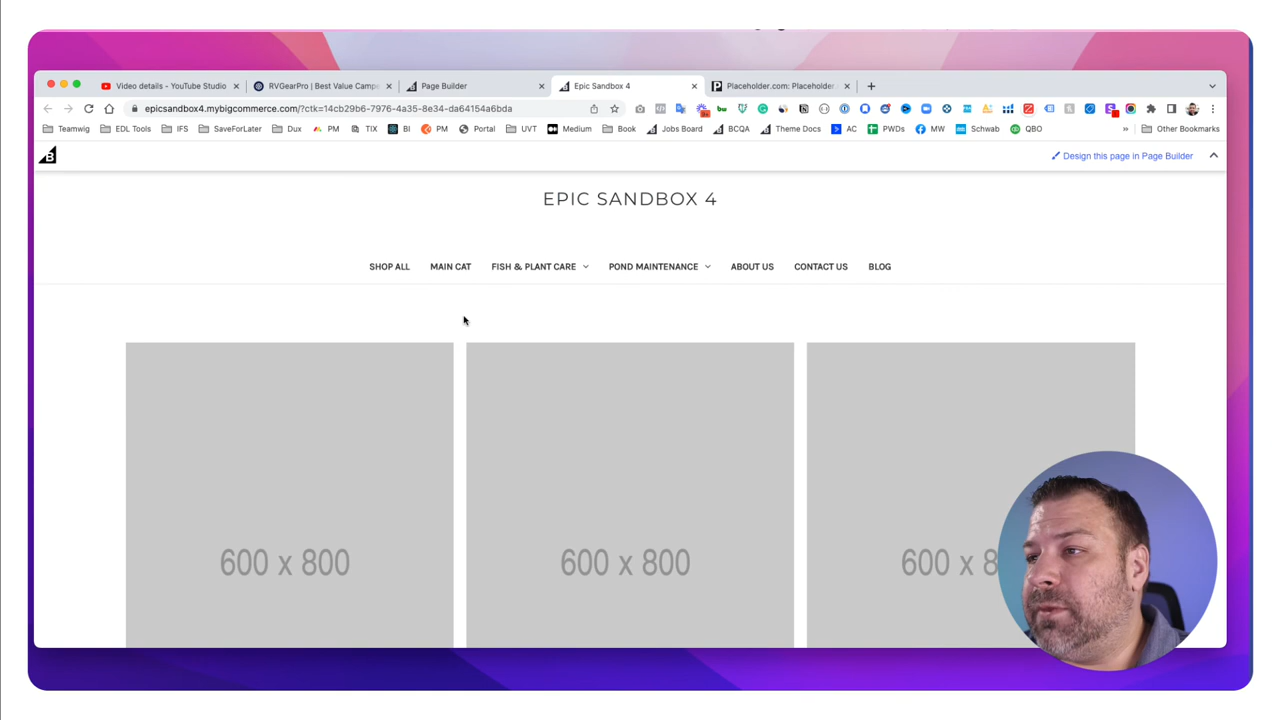 Video details - YouTube Studio
RVGearPro | Best Value Campe
Page Builder
Epic Sandbox 4
Placeholder.com: Placeholder
epicsandbox4.mybigcommerce.com/?ctk=14cb29b6-7976-4a35-8e34-da64154a6bda
Teamwig EDL Tools IFS SaveForLater Dux PM TIX BI PM Portal UVT Medium Book Jobs Board BCQA Theme Docs AC PWDs MW Schwab QBO » Other Bookmarks
Design this page in Page Builder
EPIC SANDBOX 4
SHOP ALL MAIN CAT FISH & PLANT CARE POND MAINTENANCE ABOUT US CONTACT US BLOG
600 x 800 600 x 800 600 x 8